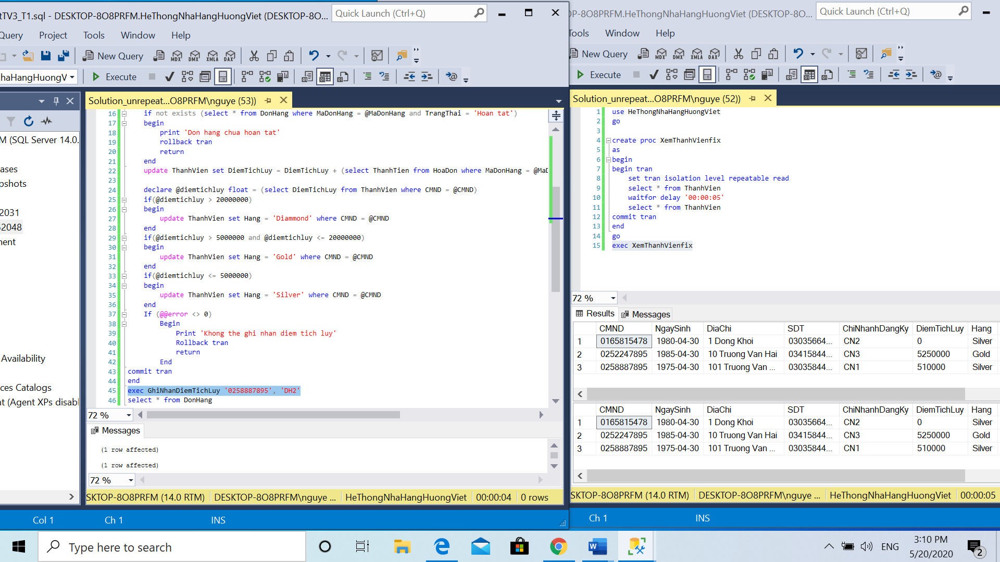 tTV3_T1.sql - DESKTOP-8O8PRFM.HeThongNhaHangHuongViet (DESKTOP-8O...
Quick Launch (Ctrl+Q)
Query Project Tools Window Help
New Query
MDX DMX XMLA DAX
haHangHuongV
Execute
Solution_unrepeat...O8PRFM\nguye (53))
M (SQL Server 14.0.
ases
pshots
2031
52048
nent
Availability
ces Catalogs
nt (Agent XPs disabl
16 if not exists (select * from DonHang where MaDonHang = @MaDonHang and TrangThai = 'Hoan tat')
17 begin
18 print 'Don hang chua hoan tat'
19 rollback tran
20 return
21 end
22 update ThanhVien set DiemTichLuy = DiemTichLuy + (select ThanhTien from HoaDon where MaDonHang = @MaD
23
24 declare @diemtichluy float = (select DiemTichLuy from ThanhVien where CMND = @CMND)
25 if(@diemtichluy > 20000000)
26 begin
27 update ThanhVien set Hang = 'Diammond' where CMND = @CMND
28 end
29 if(@diemtichluy > 5000000 and @diemtichluy <= 20000000)
30 begin
31 update ThanhVien set Hang = 'Gold' where CMND = @CMND
32 end
33 if(@diemtichluy <= 5000000)
34 begin
35 update ThanhVien set Hang = 'Silver' where CMND = @CMND
36 end
37 If (@@error <> 0)
38 Begin
39 Print 'Khong the ghi nhan diem tich luy'
40 Rollback tran
41 return
42 End
43 commit tran
44 end
45 exec GhiNhanDiemTichLuy '0258887895', 'DH2'
46 select * from DonHang
72 %
Messages
(1 row affected)
(1 row affected)
72 %
SKTOP-8O8PRFM (14.0 RTM) DESKTOP-8O8PRFM\nguye ... HeThongNhaHangHuongViet 00:00:04 0 rows
Col 1 Ch 1 INS
OP-8O8PRFM.HeThongNhaHangHuongViet (DESKTOP-8O...
Quick Launch (Ctrl+Q)
Tools Window Help
New Query
MDX DMX XMLA DAX
Execute
Solution_unrepeat...O8PRFM\nguye (52))
1 use HeThongNhaHangHuongViet
2 go
3
4 create proc XemThanhVienfix
5 as
6 begin
7 begin tran
8 set tran isolation level repeatable read
9 select * from ThanhVien
10 waitfor delay '00:00:05'
11 select * from ThanhVien
12 commit tran
13 end
14 go
15 exec XemThanhVienfix
72 %
Results Messages
CMND NgaySinh DiaChi SDT ChiNhanhDangKy DiemTichLuy Hang
1 0165815478 1980-04-30 1 Dong Khoi 03035664... CN2 0 Silver
2 0252247895 1985-04-30 10 Truong Van Hai 03415844... CN3 5250000 Gold
3 0258887895 1975-04-30 101 Truong Van ... 03035844... CN1 510000 Silver
CMND NgaySinh DiaChi SDT ChiNhanhDangKy DiemTichLuy Hang
1 0165815478 1980-04-30 1 Dong Khoi 03035664... CN2 0 Silver
2 0252247895 1985-04-30 10 Truong Van Hai 03415844... CN3 5250000 Gold
3 0258887895 1975-04-30 101 Truong Van ... 03035844... CN1 510000 Silver
SKTOP-8O8PRFM (14.0 RTM) DESKTOP-8O8PRFM\nguye ... HeThongNhaHangHuongViet 00:00:05
Ch 1 INS
Type here to search
ENG
3:10 PM
5/20/2020
2